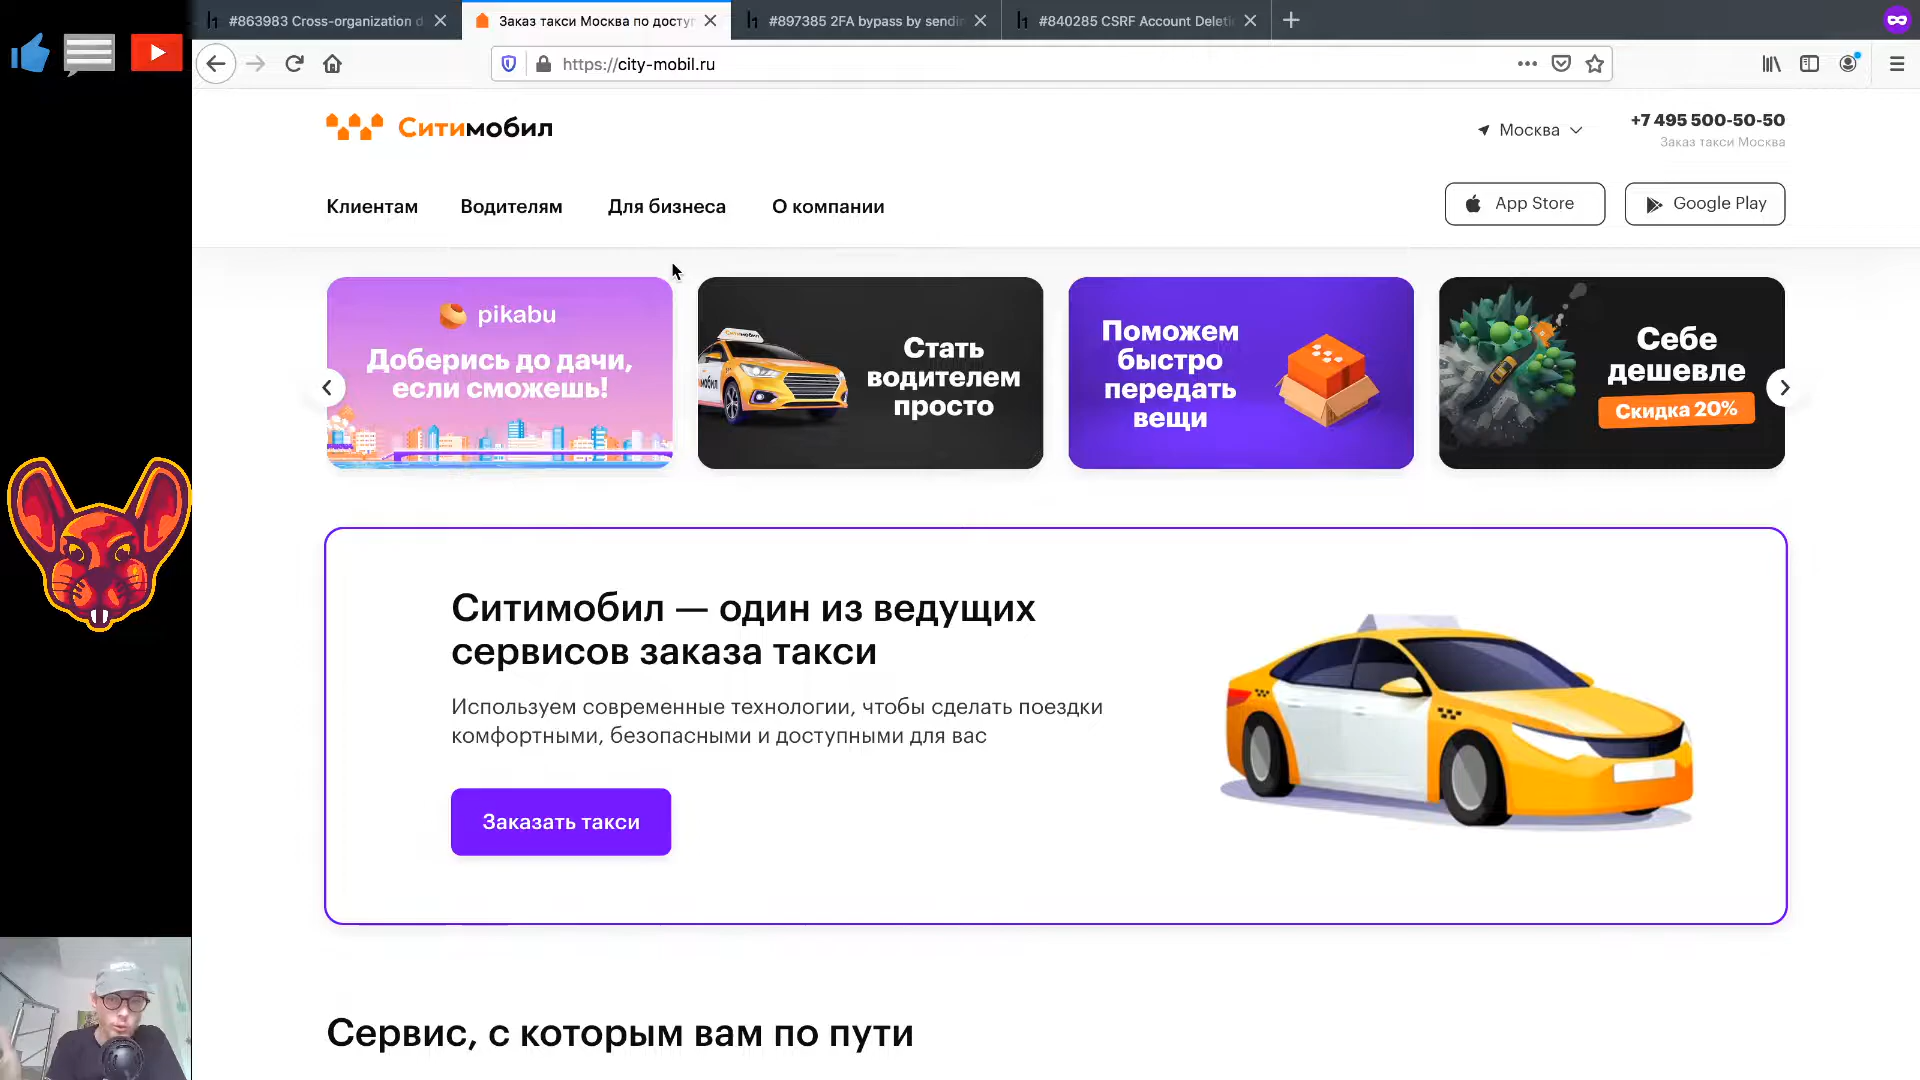 #863983 Cross-organization d
Заказ такси Москва по досту
#897385 2FA bypass by sendin
#840285 CSRF Account Deleti
https://city-mobil.ru
Ситимобил
Москва
+7 495 500-50-50
Заказ такси Москва
Клиентам
Водителям
Для бизнеса
О компании
App Store
Google Play
pikabu
Доберись до дачи,
если сможешь!
Стать
водителем
просто
Поможем
быстро
передать
вещи
Себе
дешевле
Скидка 20%
Ситимобил — один из ведущих
сервисов заказа такси
Используем современные технологии, чтобы сделать поездки
комфортными, безопасными и доступными для вас
Заказать такси
Сервис, с которым вам по пути